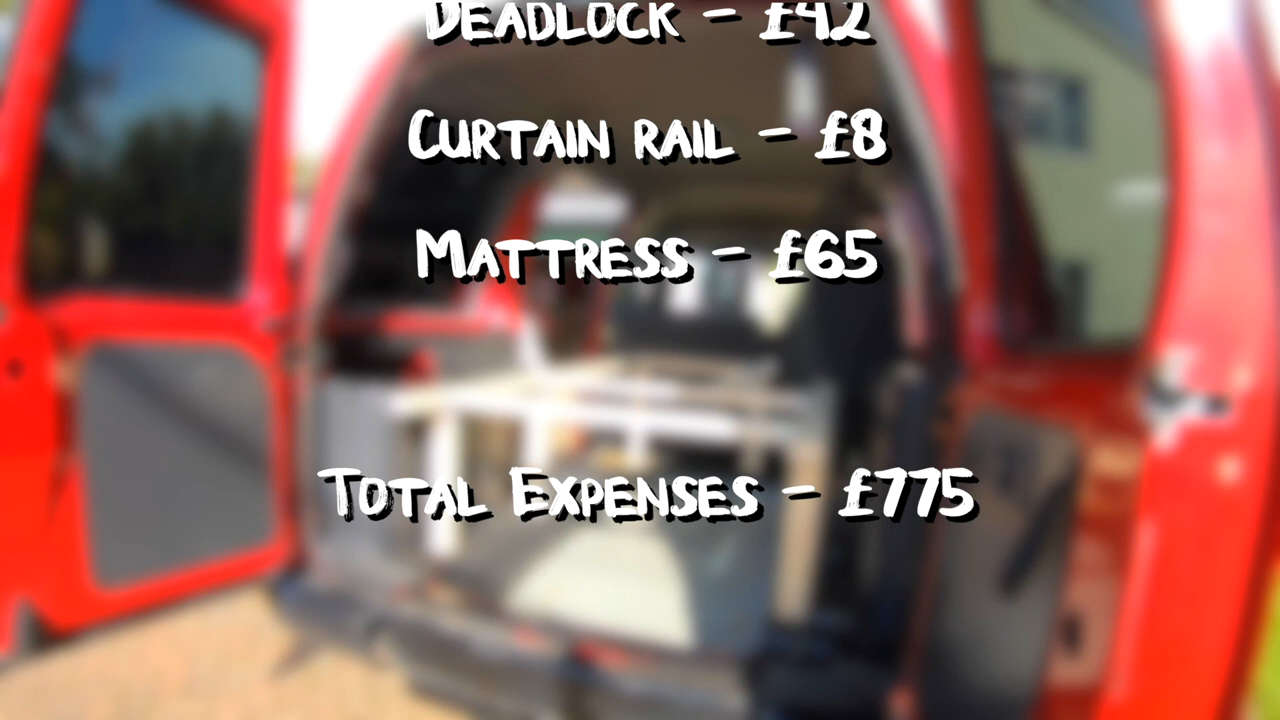 Deadlock - £42
Curtain rail - £8
Mattress - £65
Total Expenses - £775